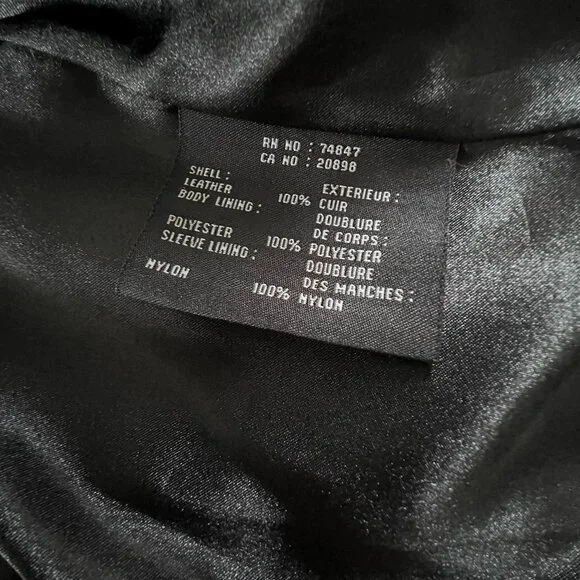 RN NO : 74847
CA NO : 20898
SHELL : EXTERIEUR :
LEATHER 100% CUIR
BODY LINING : DOUBLURE
DE CORPS :
POLYESTER 100% POLYESTER
SLEEVE LINING : DOUBLURE
DES MANCHES :
NYLON 100% NYLON